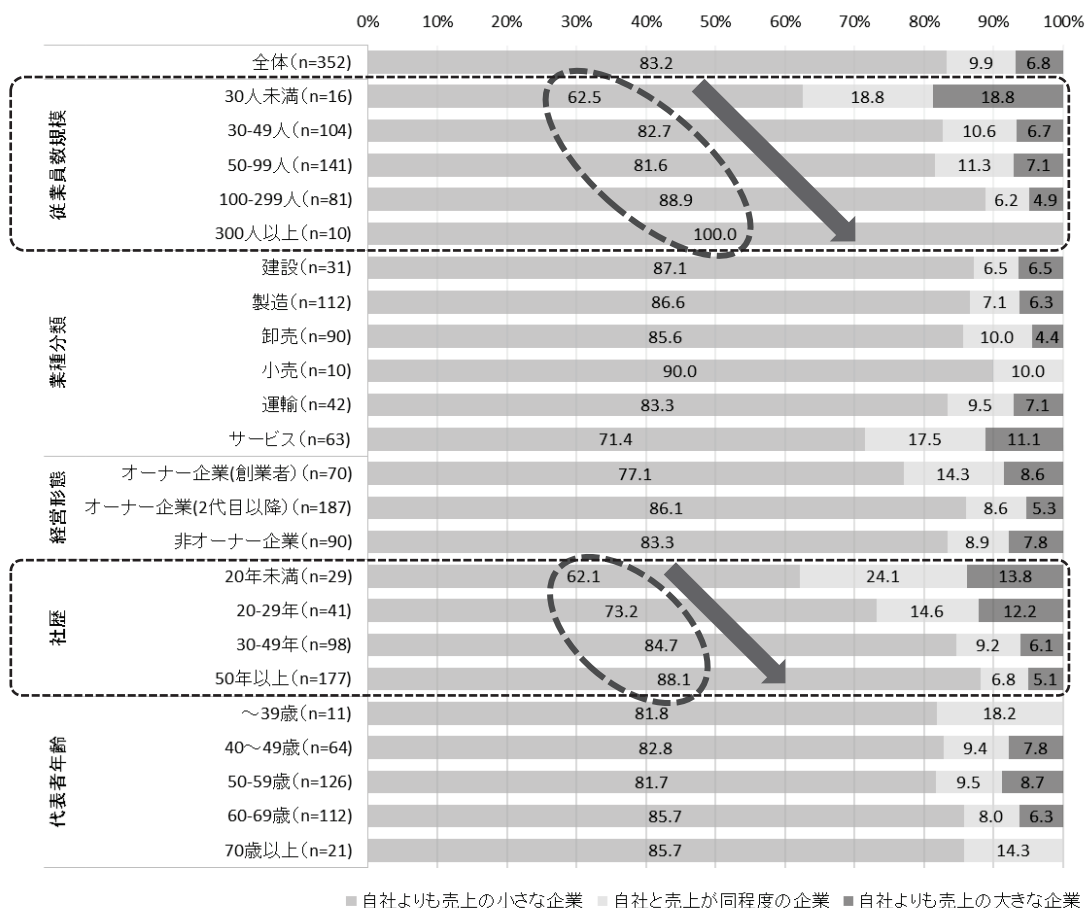 0% 10% 20% 30% 40% 50% 60% 70% 80% 90% 100%
全体(n=352) 83.2 9.9 6.8
従業員数規模
30人未満(n=16) 62.5 18.8 18.8
30-49人(n=104) 82.7 10.6 6.7
50-99人(n=141) 81.6 11.3 7.1
100-299人(n=81) 88.9 6.2 4.9
300人以上(n=10) 100.0
業種分類
建設(n=31) 87.1 6.5 6.5
製造(n=112) 86.6 7.1 6.3
卸売(n=90) 85.6 10.0 4.4
小売(n=10) 90.0 10.0
運輸(n=42) 83.3 9.5 7.1
サービス(n=63) 71.4 17.5 11.1
経営形態
オーナー企業(創業者)(n=70) 77.1 14.3 8.6
オーナー企業(2代目以降)(n=187) 86.1 8.6 5.3
非オーナー企業(n=90) 83.3 8.9 7.8
社歴
20年未満(n=29) 62.1 24.1 13.8
20-29年(n=41) 73.2 14.6 12.2
30-49年(n=98) 84.7 9.2 6.1
50年以上(n=177) 88.1 6.8 5.1
代表者年齢
～39歳(n=11) 81.8 18.2
40～49歳(n=64) 82.8 9.4 7.8
50-59歳(n=126) 81.7 9.5 8.7
60-69歳(n=112) 85.7 8.0 6.3
70歳以上(n=21) 85.7 14.3
自社よりも売上の小さな企業 自社と売上が同程度の企業 自社よりも売上の大きな企業